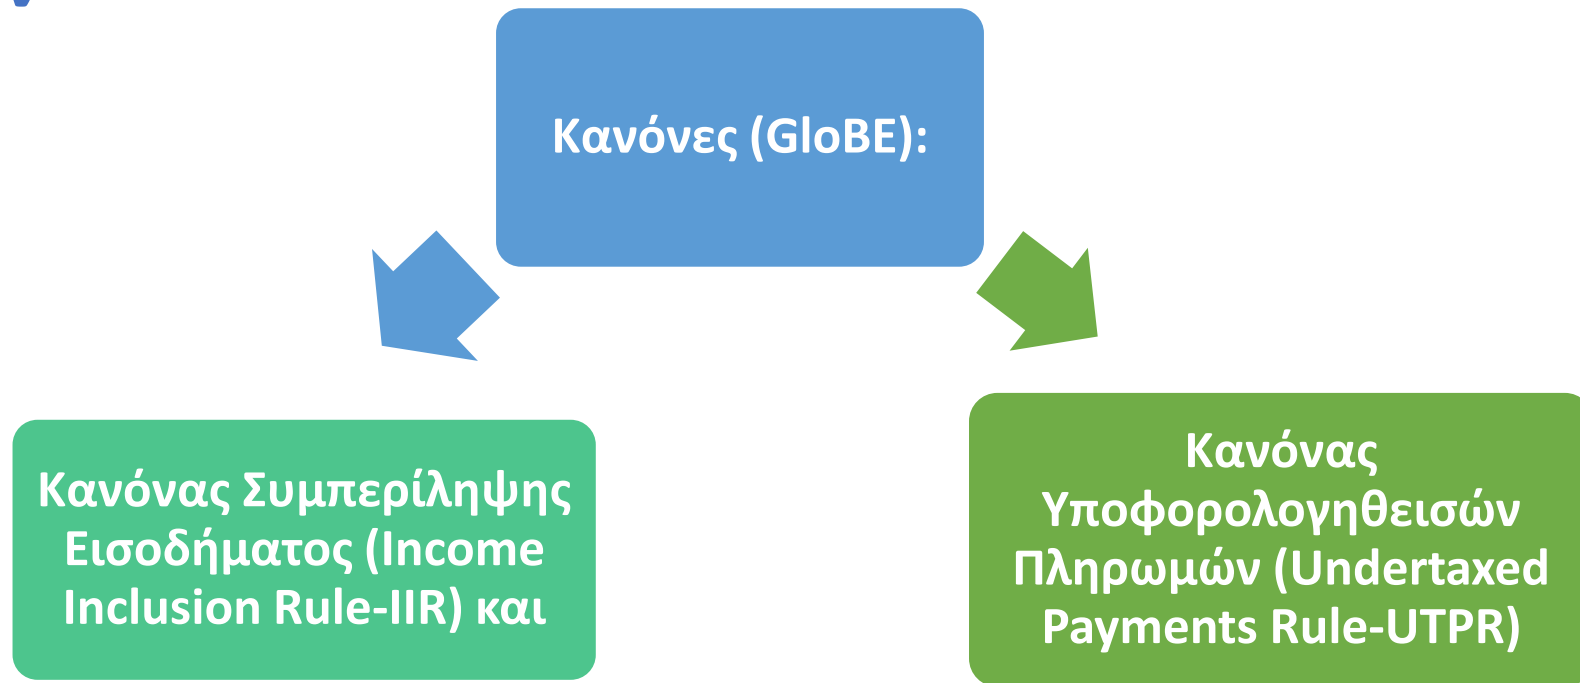 Κανόνες (GloBE):
Κανόνας Συμπερίληψης
Εισοδήματος (Income
Inclusion Rule-IIR) και
Κανόνας
Υποφορολογηθεισών
Πληρωμών (Undertaxed
Payments Rule-UTPR)